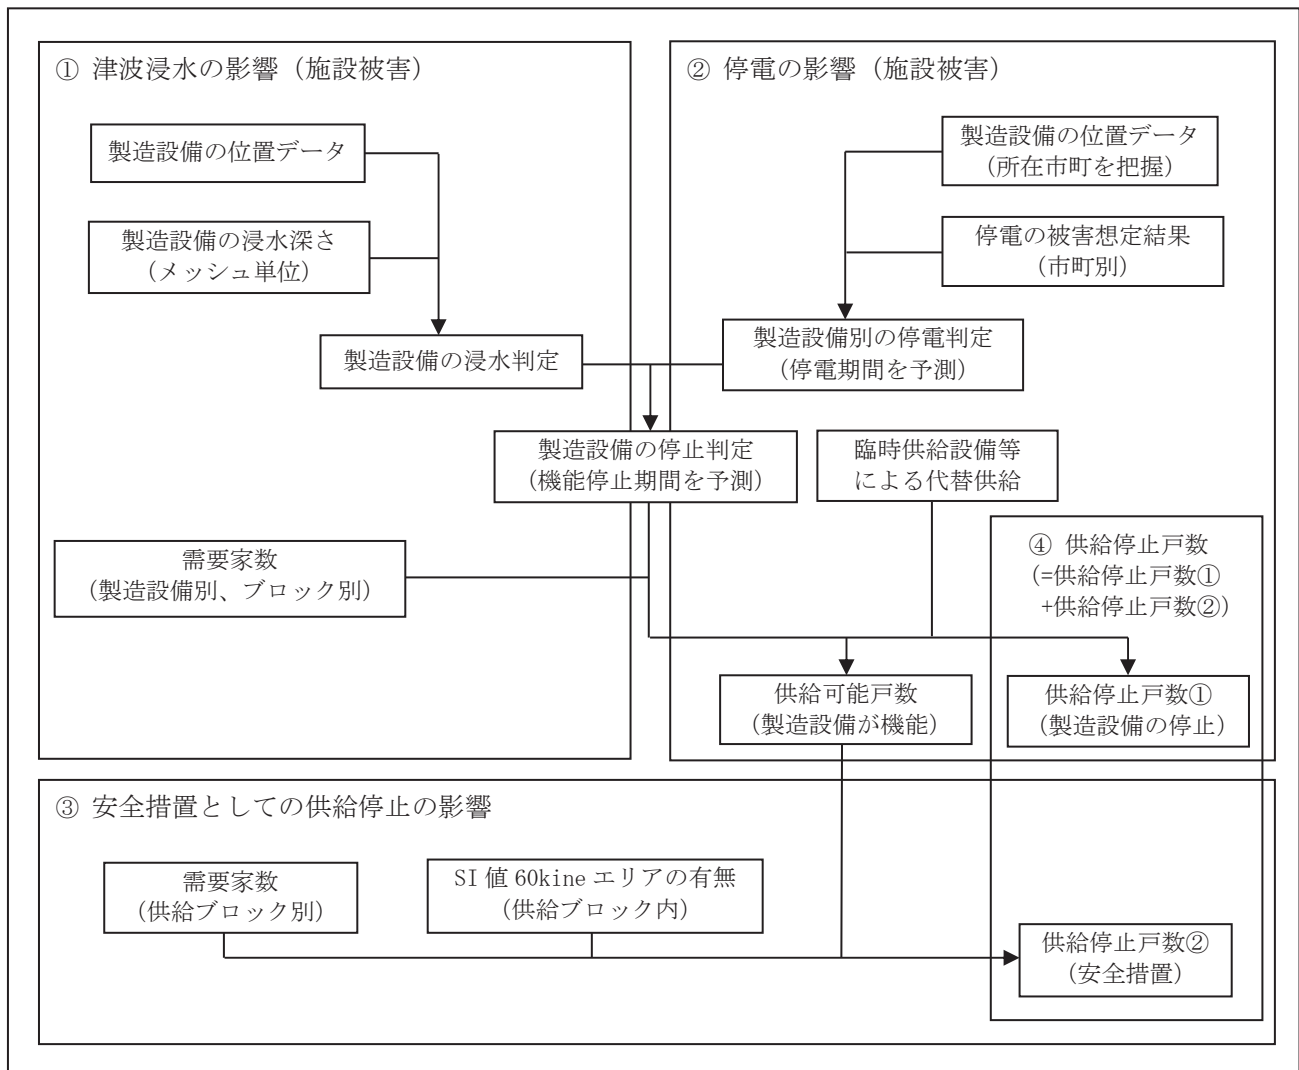 ① 津波浸水の影響（施設被害）
製造設備の位置データ
製造設備の浸水深さ
（メッシュ単位）
製造設備の浸水判定
② 停電の影響（施設被害）
製造設備の位置データ
（所在市町を把握）
停電の被害想定結果
（市町別）
製造設備別の停電判定
（停電期間を予測）
製造設備の停止判定
（機能停止期間を予測）
臨時供給設備等
による代替供給
需要家数
（製造設備別、ブロック別）
④ 供給停止戸数
（=供給停止戸数①
+供給停止戸数②）
供給可能戸数
（製造設備が機能）
供給停止戸数①
（製造設備の停止）
③ 安全措置としての供給停止の影響
需要家数
（供給ブロック別）
SI 値 60kine エリアの有無
（供給ブロック内）
供給停止戸数②
（安全措置）